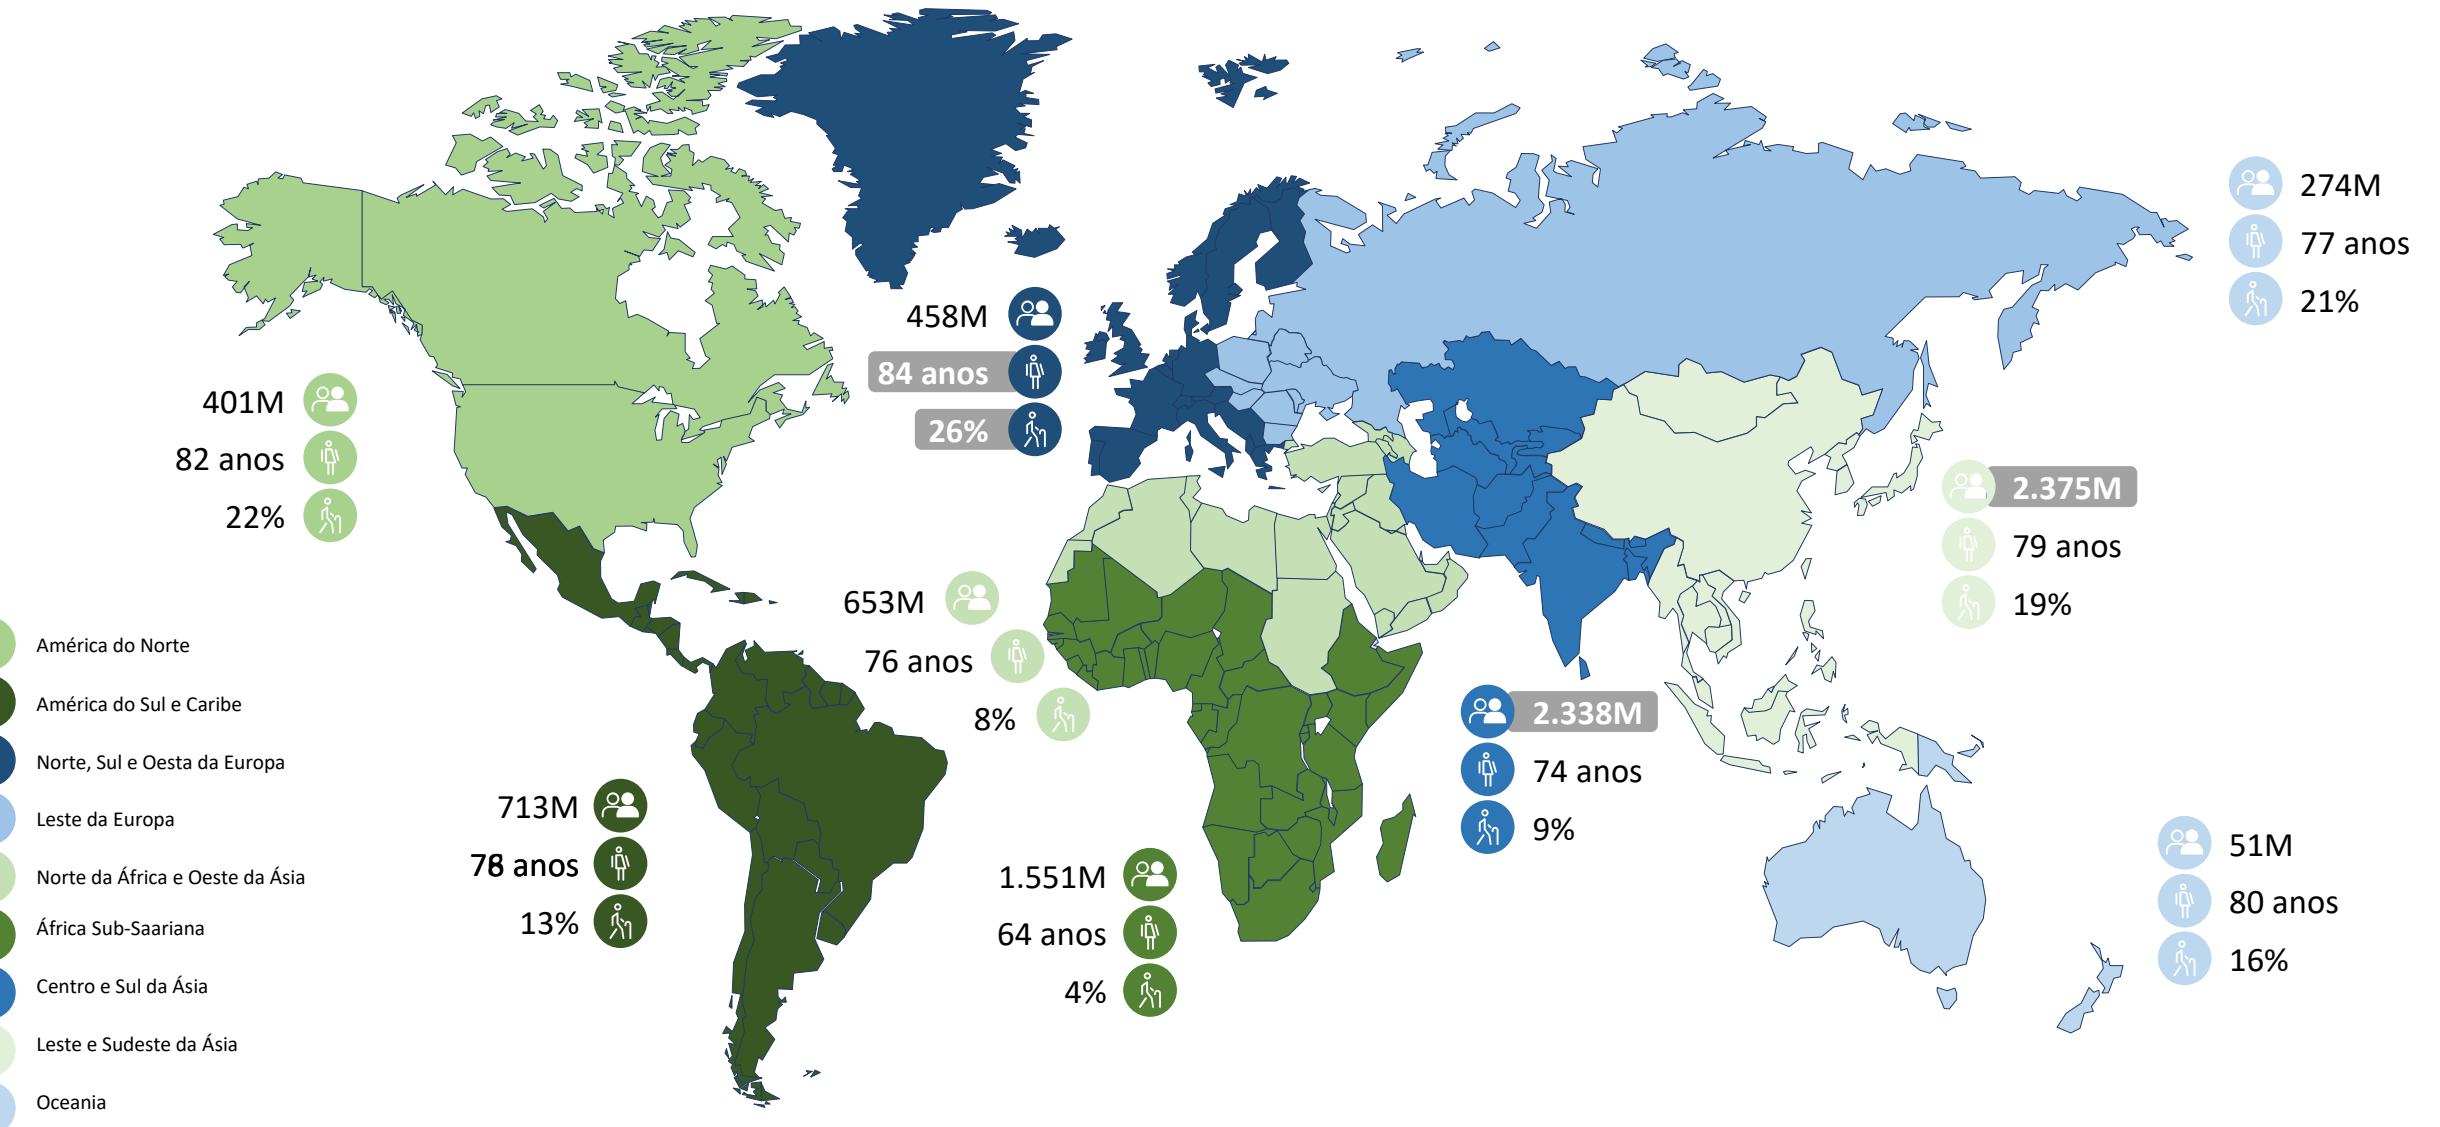 274M
77 anos
21%
458M
84 anos
26%
401M
82 anos
22%
2.375M
79 anos
19%
653M
76 anos
8%
2.338M
74 anos
9%
713M
anos
13%
1.551M
64 anos
4%
51M
80 anos
16%
América do Norte
América do Sul e Caribe
Norte, Sul e Oesta da Europa
Leste da Europa
Norte da África e Oeste da Ásia
África Sub-Saariana
Centro e Sul da Ásia
Leste e Sudeste da Ásia
Oceania